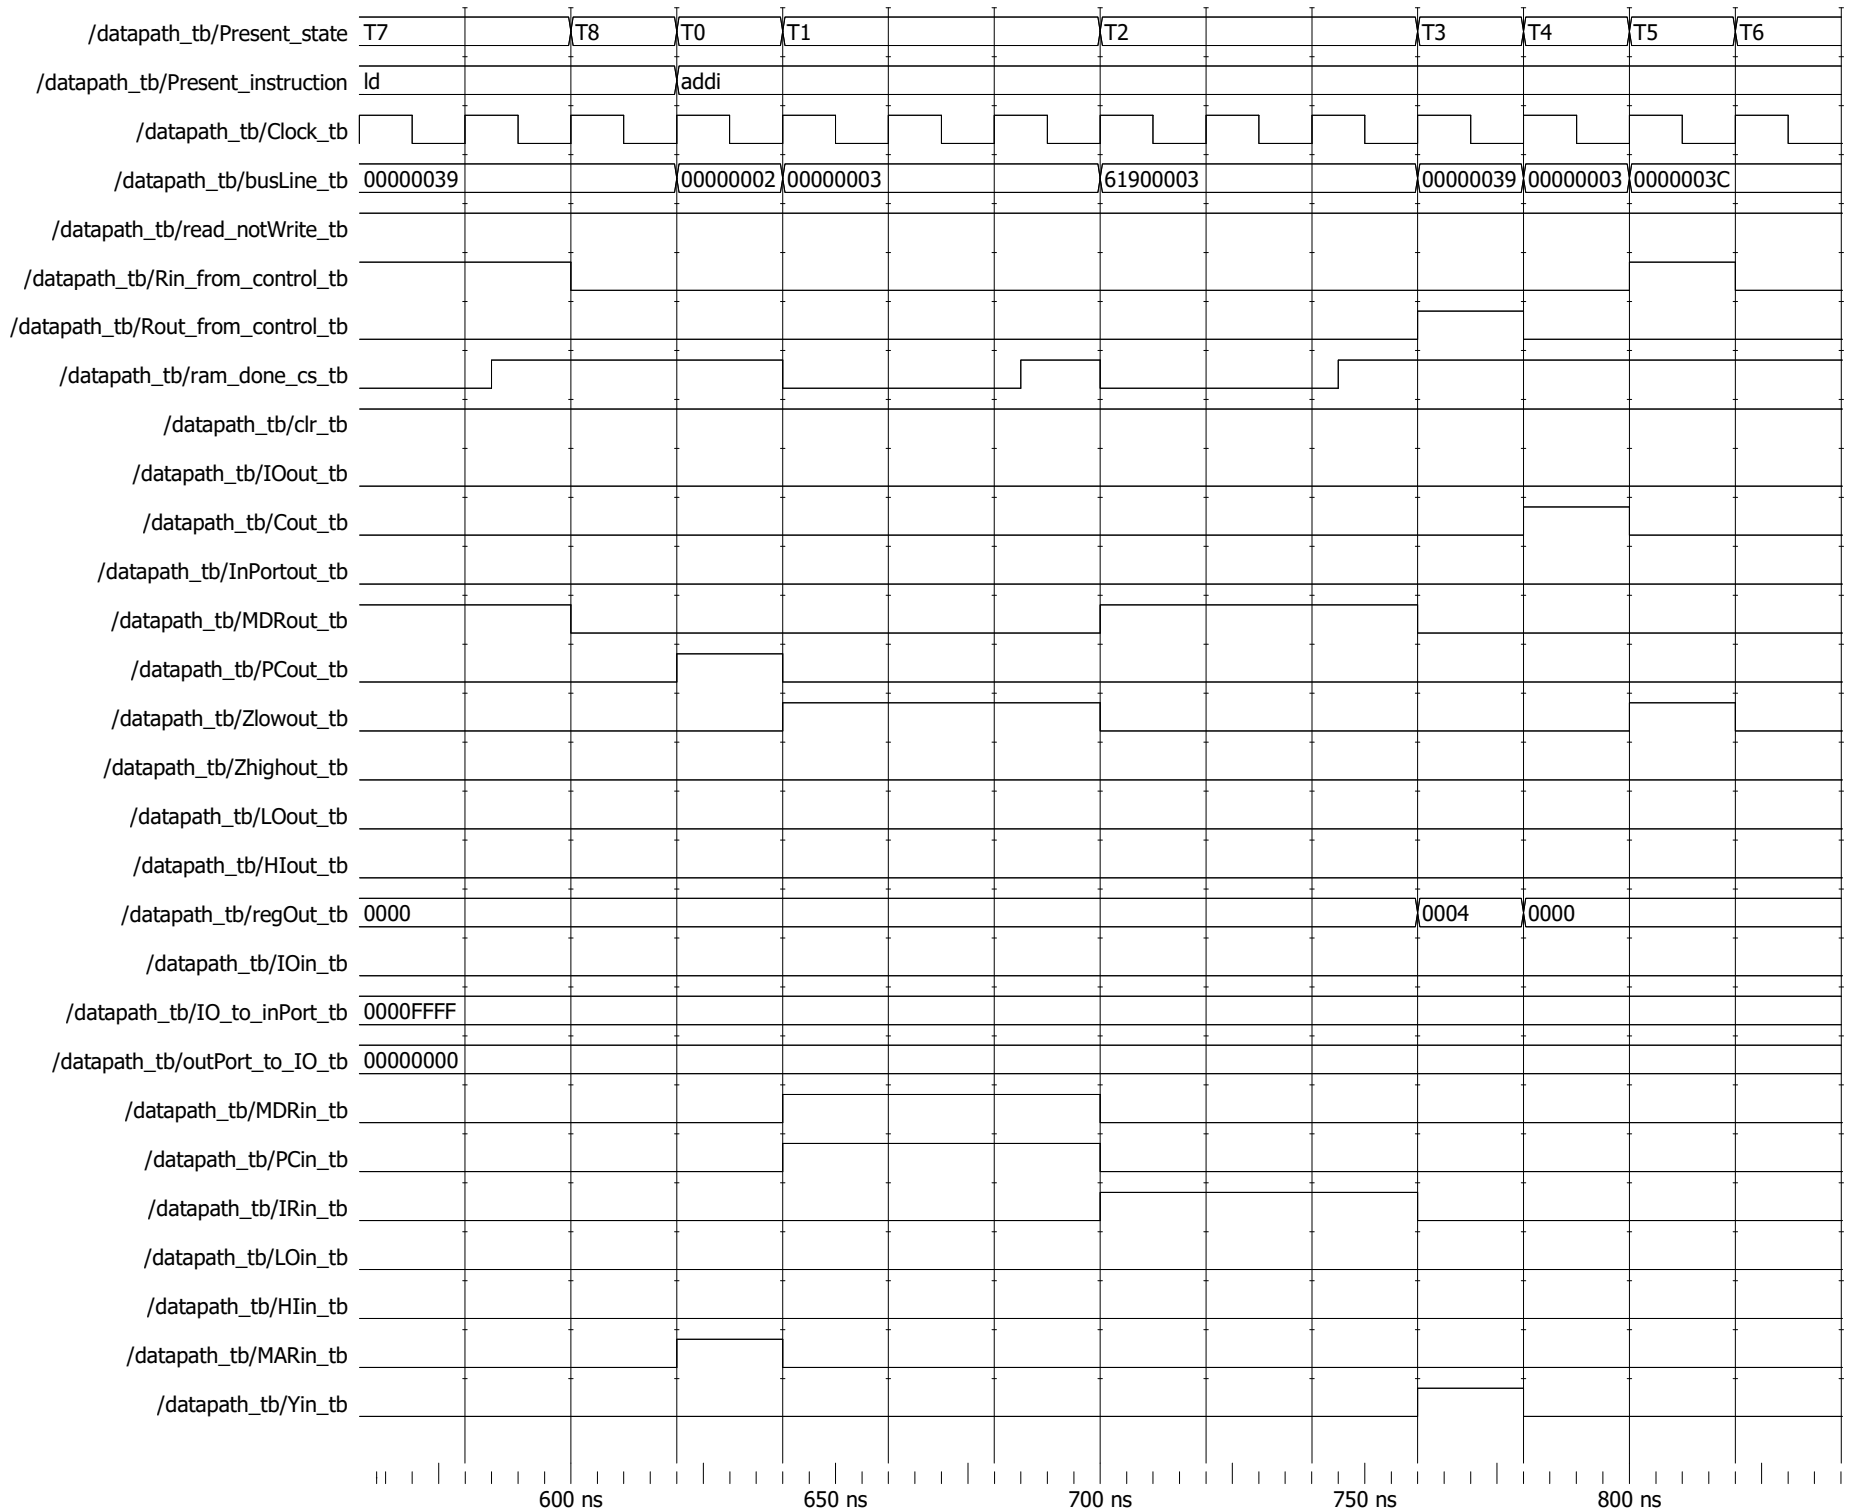 /datapath_tb/Present_state T7 T8 T0 T1 T2 T3 T4 T5 T6
/datapath_tb/Present_instruction ld addi
/datapath_tb/Clock_tb
/datapath_tb/busLine_tb 00000039 00000002 00000003 61900003 00000039 00000003 0000003C
/datapath_tb/read_notWrite_tb
/datapath_tb/Rin_from_control_tb
/datapath_tb/Rout_from_control_tb
/datapath_tb/ram_done_cs_tb
/datapath_tb/clr_tb
/datapath_tb/IOout_tb
/datapath_tb/Cout_tb
/datapath_tb/InPortout_tb
/datapath_tb/MDRout_tb
/datapath_tb/PCout_tb
/datapath_tb/Zlowout_tb
/datapath_tb/Zhighout_tb
/datapath_tb/LOout_tb
/datapath_tb/HIout_tb
/datapath_tb/regOut_tb 0000 0004 0000
/datapath_tb/IOin_tb
/datapath_tb/IO_to_inPort_tb 0000FFFF
/datapath_tb/outPort_to_IO_tb 00000000
/datapath_tb/MDRin_tb
/datapath_tb/PCin_tb
/datapath_tb/IRin_tb
/datapath_tb/LOin_tb
/datapath_tb/HIin_tb
/datapath_tb/MARin_tb
/datapath_tb/Yin_tb
600 ns 650 ns 700 ns 750 ns 800 ns